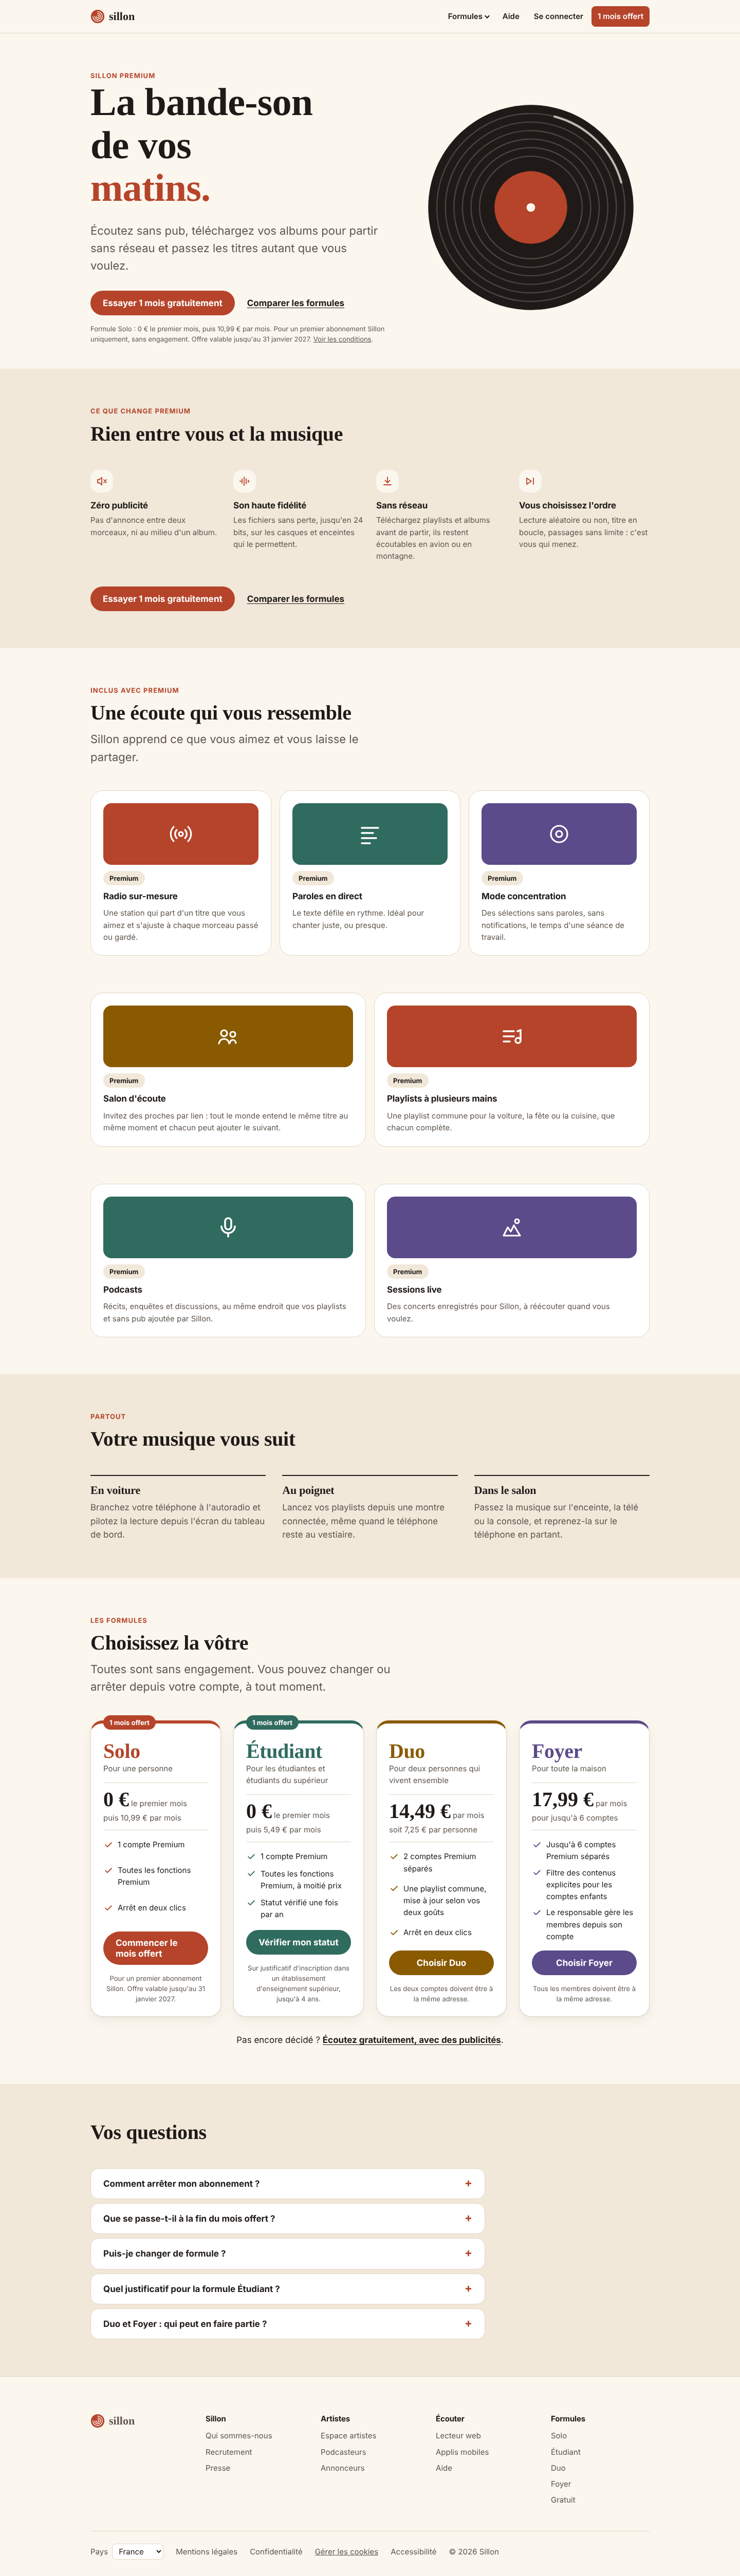 sillon
Formules
Aide
Se connecter
1 mois offert
SILLON PREMIUM
La bande-son
de vos
matins.
Écoutez sans pub, téléchargez vos albums pour partir
sans réseau et passez les titres autant que vous
voulez.
Essayer 1 mois gratuitement
Comparer les formules
Formule Solo : 0 € le premier mois, puis 10,99 € par mois. Pour un premier abonnement Sillon
uniquement, sans engagement. Offre valable jusqu'au 31 janvier 2027. Voir les conditions.
CE QUE CHANGE PREMIUM
Rien entre vous et la musique
Zéro publicité
Pas d'annonce entre deux
morceaux, ni au milieu d'un album.
Son haute fidélité
Les fichiers sans perte, jusqu'en 24
bits, sur les casques et enceintes
qui le permettent.
Sans réseau
Téléchargez playlists et albums
avant de partir, ils restent
écoutables en avion ou en
montagne.
Vous choisissez l'ordre
Lecture aléatoire ou non, titre en
boucle, passages sans limite : c'est
vous qui menez.
Essayer 1 mois gratuitement
Comparer les formules
INCLUS AVEC PREMIUM
Une écoute qui vous ressemble
Sillon apprend ce que vous aimez et vous laisse le
partager.
Premium
Radio sur-mesure
Une station qui part d'un titre que vous
aimez et s'ajuste à chaque morceau passé
ou gardé.
Premium
Paroles en direct
Le texte défile en rythme. Idéal pour
chanter juste, ou presque.
Premium
Mode concentration
Des sélections sans paroles, sans
notifications, le temps d'une séance de
travail.
Premium
Salon d'écoute
Invitez des proches par lien : tout le monde entend le même titre au
même moment et chacun peut ajouter le suivant.
Premium
Playlists à plusieurs mains
Une playlist commune pour la voiture, la fête ou la cuisine, que
chacun complète.
Premium
Podcasts
Récits, enquêtes et discussions, au même endroit que vos playlists
et sans pub ajoutée par Sillon.
Premium
Sessions live
Des concerts enregistrés pour Sillon, à réécouter quand vous
voulez.
PARTOUT
Votre musique vous suit
En voiture
Branchez votre téléphone à l'autoradio et
pilotez la lecture depuis l'écran du tableau
de bord.
Au poignet
Lancez vos playlists depuis une montre
connectée, même quand le téléphone
reste au vestiaire.
Dans le salon
Passez la musique sur l'enceinte, la télé
ou la console, et reprenez-la sur le
téléphone en partant.
LES FORMULES
Choisissez la vôtre
Toutes sont sans engagement. Vous pouvez changer ou
arrêter depuis votre compte, à tout moment.
1 mois offert
Solo
Pour une personne
0 € le premier mois
puis 10,99 € par mois
1 compte Premium
Toutes les fonctions
Premium
Arrêt en deux clics
Commencer le
mois offert
Pour un premier abonnement
Sillon. Offre valable jusqu'au 31
janvier 2027.
1 mois offert
Étudiant
Pour les étudiantes et
étudiants du supérieur
0 € le premier mois
puis 5,49 € par mois
1 compte Premium
Toutes les fonctions
Premium, à moitié prix
Statut vérifié une fois
par an
Vérifier mon statut
Sur justificatif d'inscription dans
un établissement
d'enseignement supérieur,
jusqu'à 4 ans.
Duo
Pour deux personnes qui
vivent ensemble
14,49 € par mois
soit 7,25 € par personne
2 comptes Premium
séparés
Une playlist commune,
mise à jour selon vos
deux goûts
Arrêt en deux clics
Choisir Duo
Les deux comptes doivent être à
la même adresse.
Foyer
Pour toute la maison
17,99 € par mois
pour jusqu'à 6 comptes
Jusqu'à 6 comptes
Premium séparés
Filtre des contenus
explicites pour les
comptes enfants
Le responsable gère les
membres depuis son
compte
Choisir Foyer
Tous les membres doivent être à
la même adresse.
Pas encore décidé ? Écoutez gratuitement, avec des publicités.
Vos questions
Comment arrêter mon abonnement ?
Que se passe-t-il à la fin du mois offert ?
Puis-je changer de formule ?
Quel justificatif pour la formule Étudiant ?
Duo et Foyer : qui peut en faire partie ?
sillon
Sillon
Qui sommes-nous
Recrutement
Presse
Artistes
Espace artistes
Podcasteurs
Annonceurs
Écouter
Lecteur web
Applis mobiles
Aide
Formules
Solo
Étudiant
Duo
Foyer
Gratuit
Pays
France
Mentions légales
Confidentialité
Gérer les cookies
Accessibilité
© 2026 Sillon